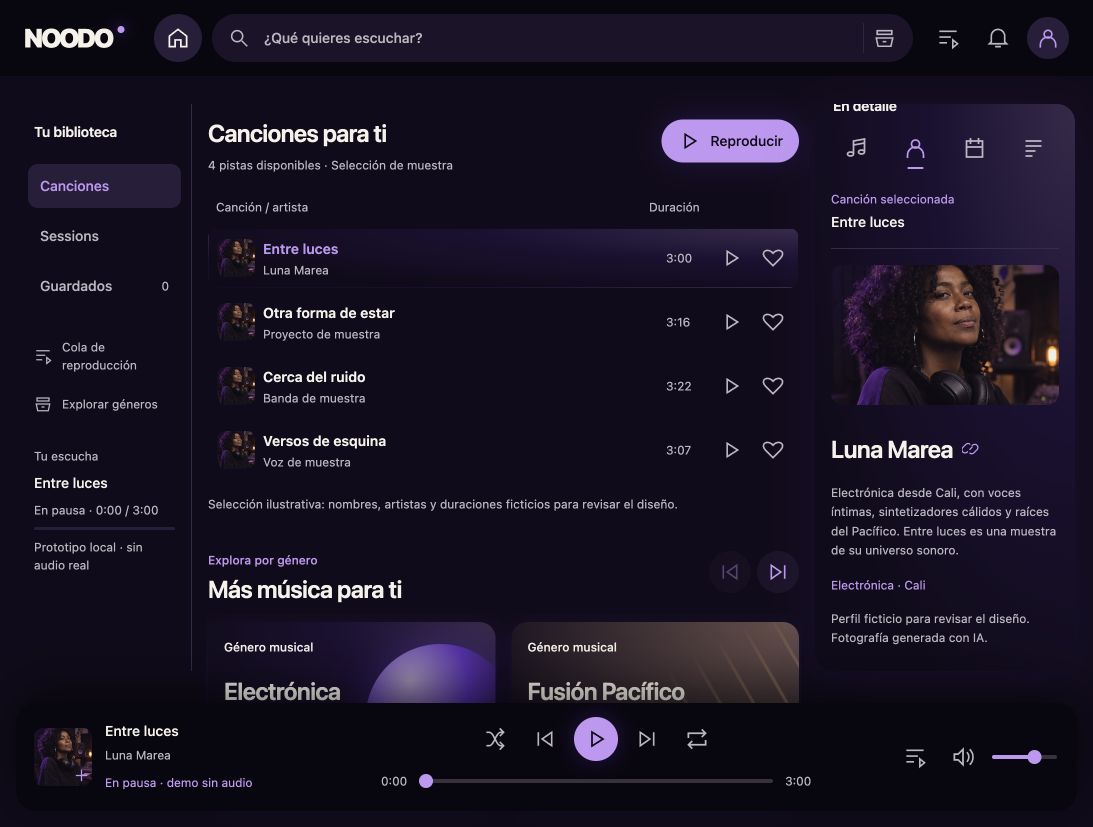 NOODO
¿Qué quieres escuchar?
Tu biblioteca
Canciones
Sessions
Guardados 0
Cola de
reproducción
Explorar géneros
Tu escucha
Entre luces
En pausa · 0:00 / 3:00
Prototipo local · sin
audio real
Canciones para ti
4 pistas disponibles · Selección de muestra
Reproducir
Canción / artista Duración
Entre luces
Luna Marea
3:00
Otra forma de estar
Proyecto de muestra
3:16
Cerca del ruido
Banda de muestra
3:22
Versos de esquina
Voz de muestra
3:07
Selección ilustrativa: nombres, artistas y duraciones ficticios para revisar el diseño.
Explora por género
Más música para ti
Género musical
Electrónica
Género musical
Fusión Pacífico
En detalle
Canción seleccionada
Entre luces
Luna Marea
Electrónica desde Cali, con voces
íntimas, sintetizadores cálidos y raíces
del Pacífico. Entre luces es una muestra
de su universo sonoro.
Electrónica · Cali
Perfil ficticio para revisar el diseño.
Fotografía generada con IA.
Entre luces
Luna Marea
En pausa · demo sin audio
0:00 3:00